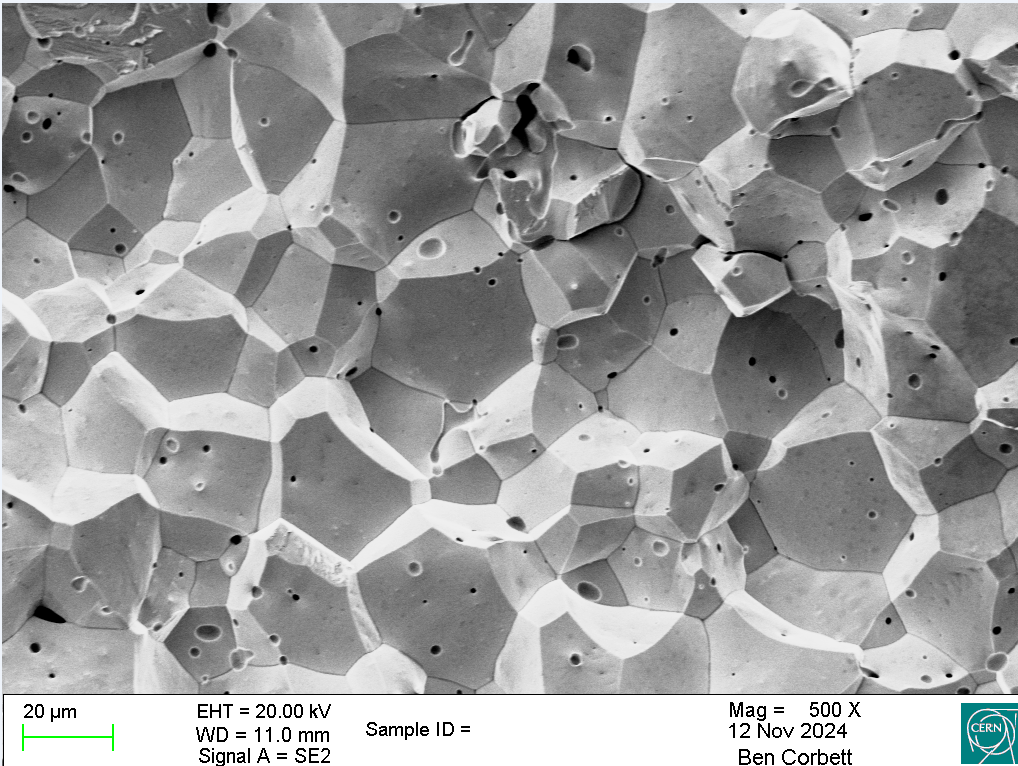 20 µm
EHT = 20.00 kV
WD = 11.0 mm
Signal A = SE2
Sample ID =
Mag = 500 X
12 Nov 2024
Ben Corbett
CERN